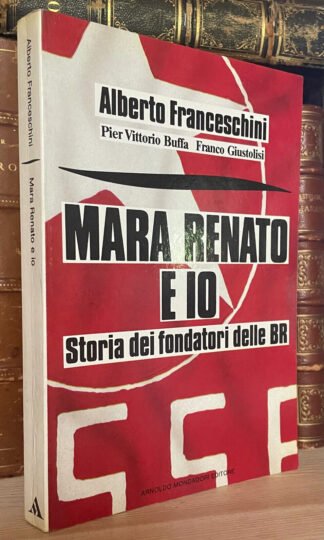 Alberto Franceschini
Mara Renato e io
Alberto Franceschini
Pier Vittorio Buffa Franco Giustolisi
MARA RENATO
E IO
Storia dei fondatori delle BR
ARNOLDO MONDADORI EDITORE